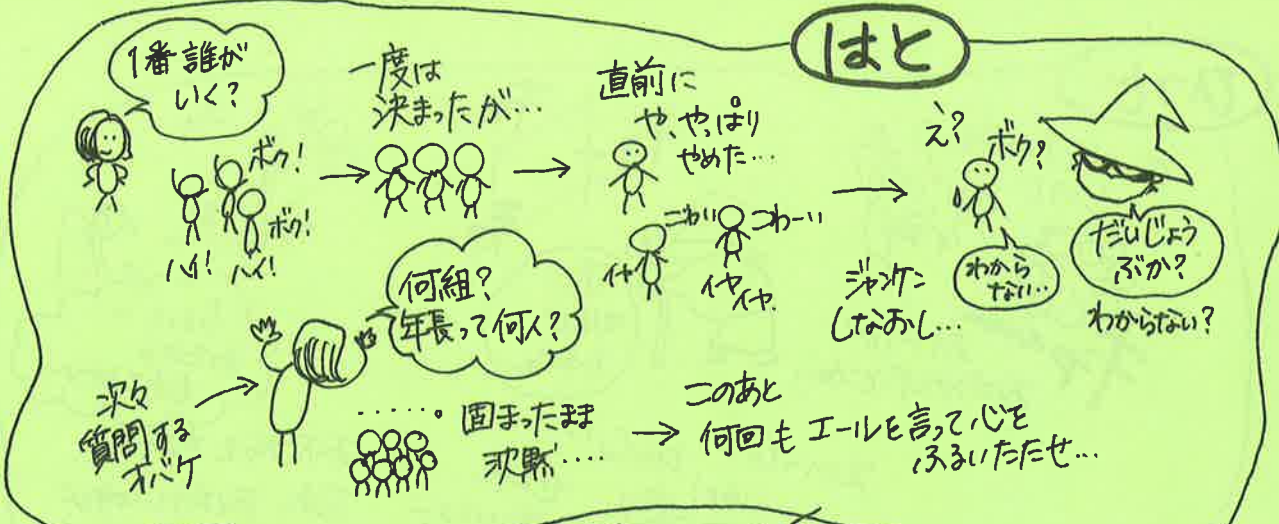 はと
1番誰が
いく?
ボク!
ボク!
ハイ!
ハイ!
一度は
決まったが…
直前に
や、やっぱり
やめた…
こわい
こわーい
イヤ
イヤ
イヤ
ジャンケン
しなおし…
え?
ボク?
わから
ない…
だいじょう
ぶか?
わからない?
次々
質問する
オバケ
何組?
年長って何人?
……。
固まったまま
沈黙….
このあと
何回もエールを言って心を
ふるいたたせ…